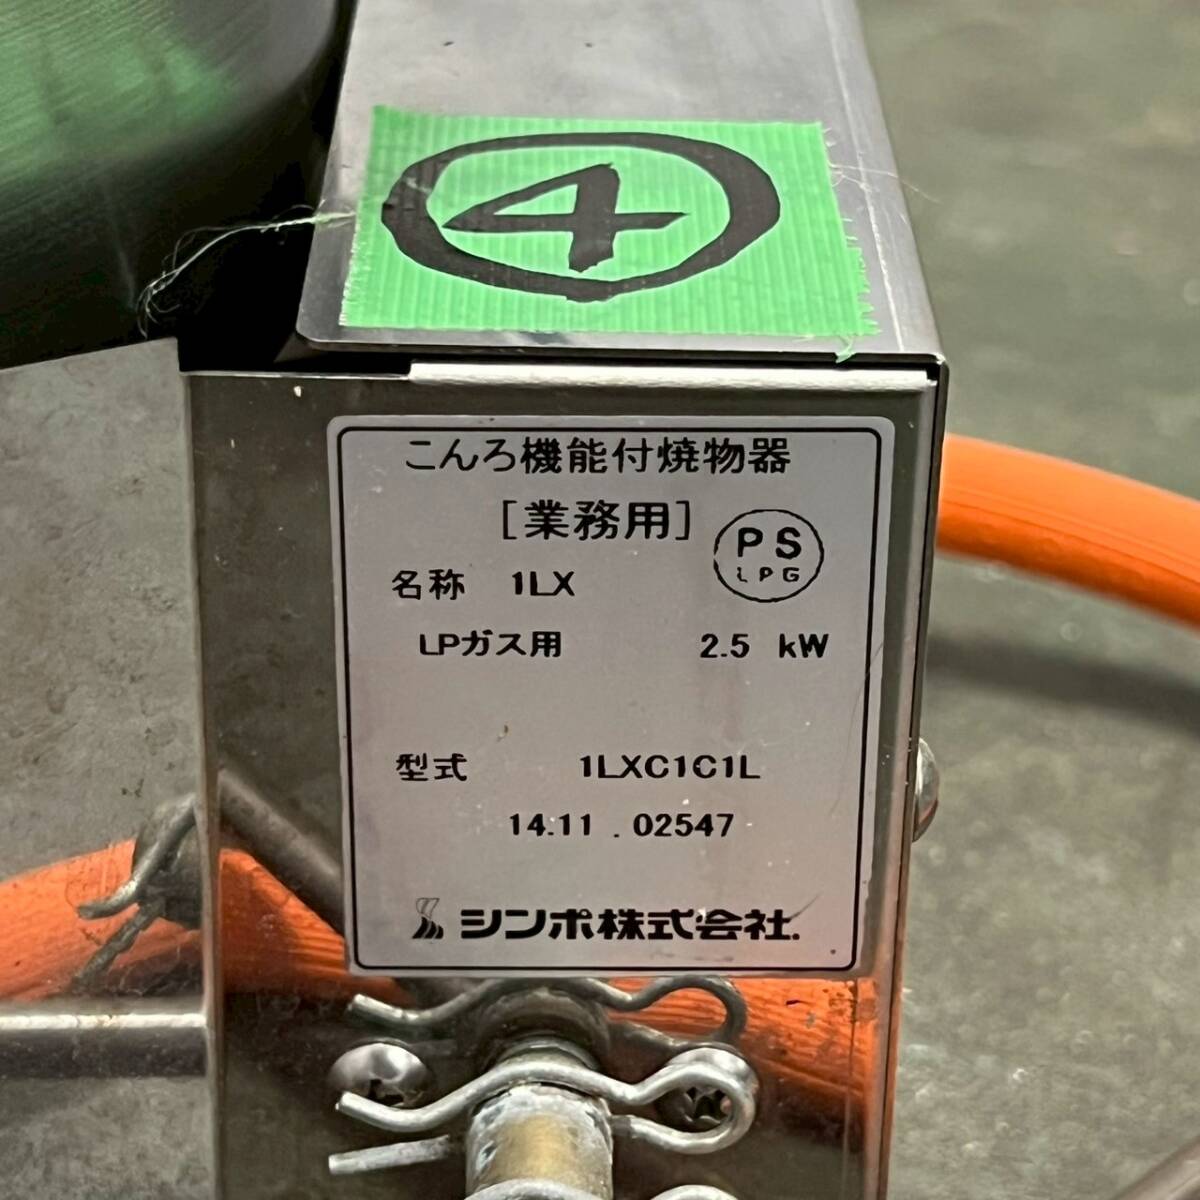 ④
こんろ機能付焼物器
[業務用]
PS
LPG
名称 1LX
LPガス用 2.5 kW
型式 1LXC1C1L
14.11 . 02547
シンポ株式会社.